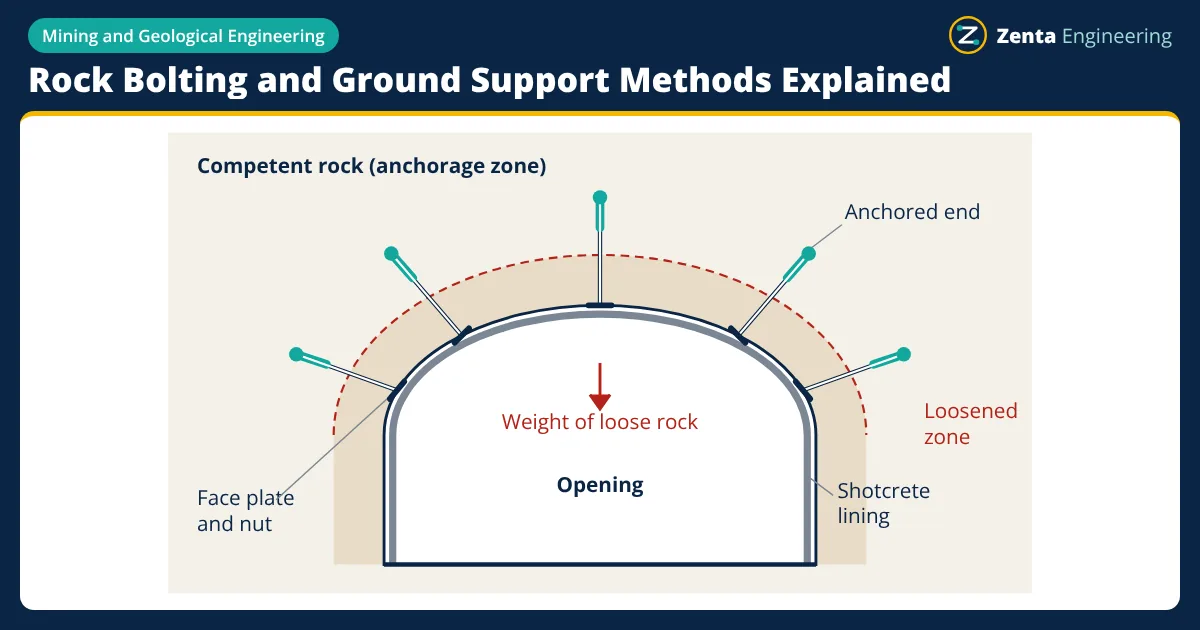 Mining and Geological Engineering
Zenta Engineering
Rock Bolting and Ground Support Methods Explained
Competent rock (anchorage zone)
Anchored end
Weight of loose rock
Loosened
zone
Opening
Face plate
and nut
Shotcrete
lining